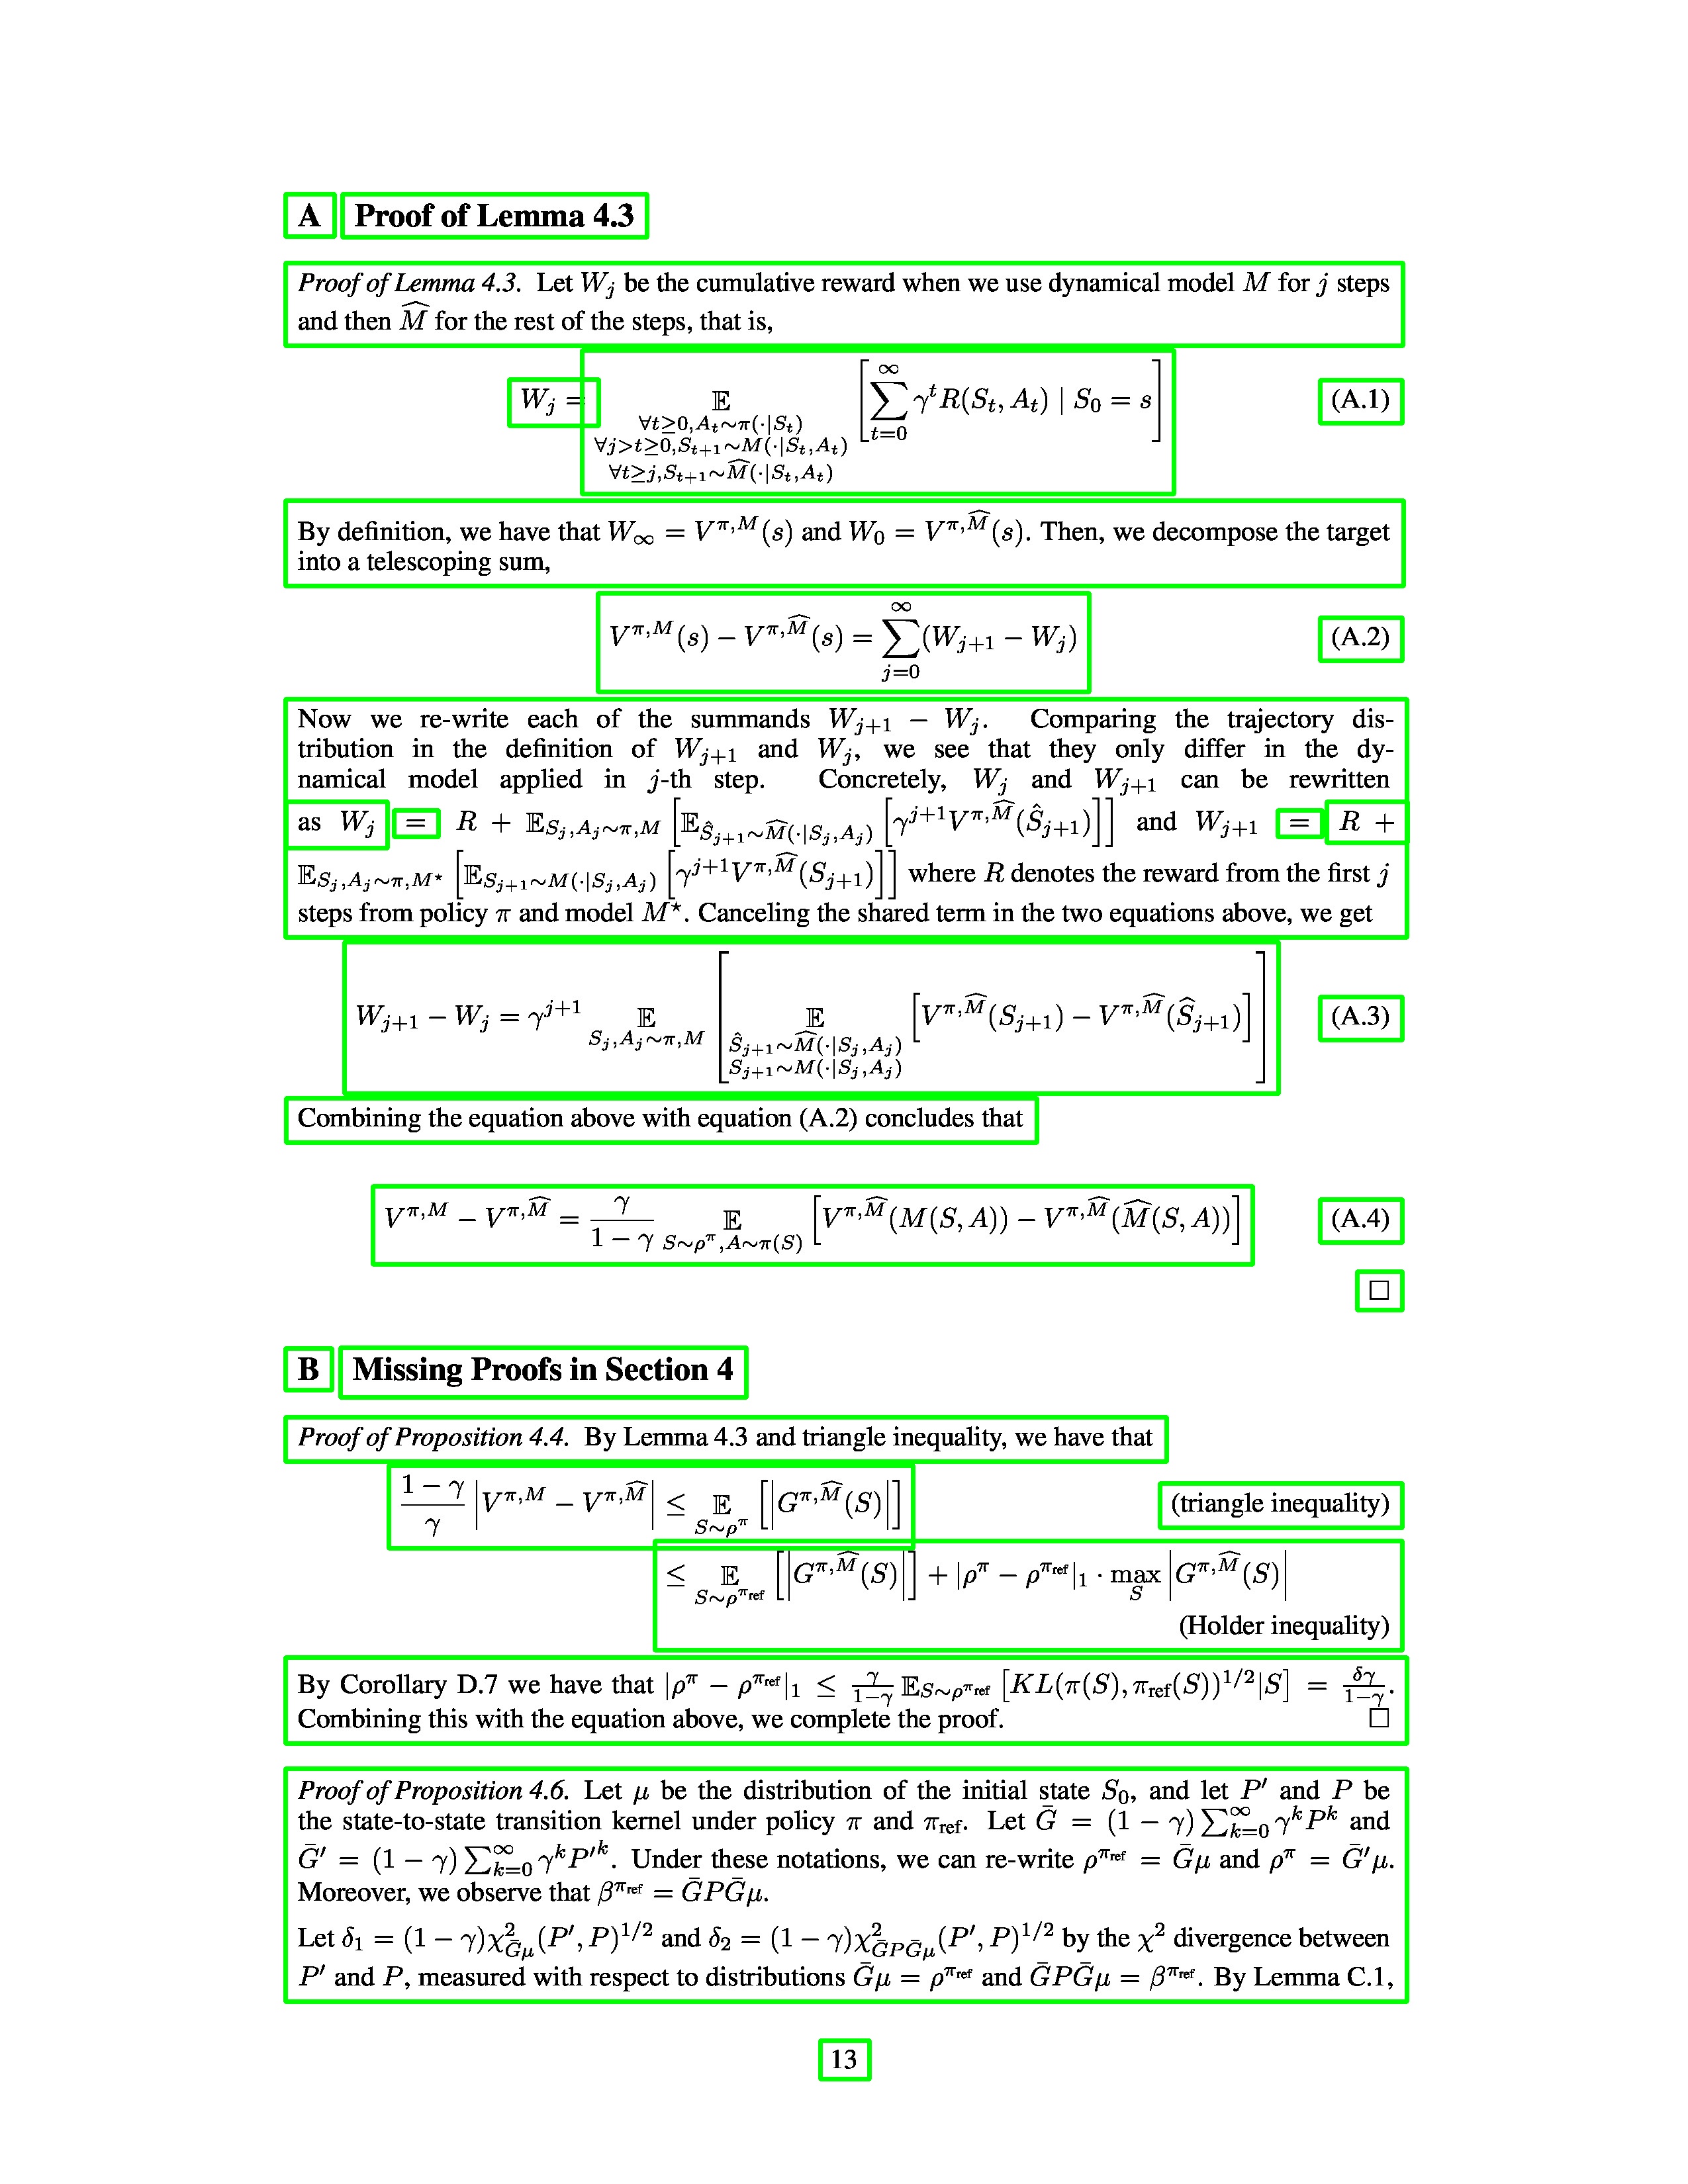 A Proof of Lemma 4.3
Proof of Lemma 4.3. Let $W_j$ be the cumulative reward when we use dynamical model $M$ for $j$ steps
and then $\widehat{M}$ for the rest of the steps, that is,
$W_j = \underset{\substack{\forall t\geq 0, A_t\sim\pi(\cdot|S_t)\\ \forall j>t\geq 0, S_{t+1}\sim M(\cdot|S_t,A_t)\\ \forall t\geq j, S_{t+1}\sim\widehat{M}(\cdot|S_t,A_t)}}{\mathbb{E}} \left[\sum_{t=0}^{\infty} \gamma^t R(S_t, A_t) \mid S_0 = s\right]$ (A.1)
By definition, we have that $W_\infty = V^{\pi,M}(s)$ and $W_0 = V^{\pi,\widehat{M}}(s)$. Then, we decompose the target
into a telescoping sum,
$V^{\pi,M}(s) - V^{\pi,\widehat{M}}(s) = \sum_{j=0}^{\infty}(W_{j+1} - W_j)$ (A.2)
Now we re-write each of the summands $W_{j+1} - W_j$. Comparing the trajectory dis-
tribution in the definition of $W_{j+1}$ and $W_j$, we see that they only differ in the dy-
namical model applied in $j$-th step. Concretely, $W_j$ and $W_{j+1}$ can be rewritten
as $W_j = R + \mathbb{E}_{S_j,A_j\sim\pi,M}\left[\mathbb{E}_{\hat{S}_{j+1}\sim\widehat{M}(\cdot|S_j,A_j)}\left[\gamma^{j+1}V^{\pi,\widehat{M}}(\hat{S}_{j+1})\right]\right]$ and $W_{j+1} = R +$
$\mathbb{E}_{S_j,A_j\sim\pi,M^\star}\left[\mathbb{E}_{S_{j+1}\sim M(\cdot|S_j,A_j)}\left[\gamma^{j+1}V^{\pi,\widehat{M}}(S_{j+1})\right]\right]$ where $R$ denotes the reward from the first $j$
steps from policy $\pi$ and model $M^\star$. Canceling the shared term in the two equations above, we get
$W_{j+1} - W_j = \gamma^{j+1} \underset{S_j,A_j\sim\pi,M}{\mathbb{E}}\left[\underset{\substack{\hat{S}_{j+1}\sim\widehat{M}(\cdot|S_j,A_j)\\ S_{j+1}\sim M(\cdot|S_j,A_j)}}{\mathbb{E}}\left[V^{\pi,\widehat{M}}(S_{j+1}) - V^{\pi,\widehat{M}}(\widehat{S}_{j+1})\right]\right]$ (A.3)
Combining the equation above with equation (A.2) concludes that
$V^{\pi,M} - V^{\pi,\widehat{M}} = \frac{\gamma}{1-\gamma} \underset{S\sim\rho^\pi,A\sim\pi(S)}{\mathbb{E}}\left[V^{\pi,\widehat{M}}(M(S,A)) - V^{\pi,\widehat{M}}(\widehat{M}(S,A))\right]$ (A.4)
□
B Missing Proofs in Section 4
Proof of Proposition 4.4. By Lemma 4.3 and triangle inequality, we have that
$\frac{1-\gamma}{\gamma}\left|V^{\pi,M} - V^{\pi,\widehat{M}}\right| \leq \underset{S\sim\rho^\pi}{\mathbb{E}}\left[\left|G^{\pi,\widehat{M}}(S)\right|\right]$ (triangle inequality)
$\leq \underset{S\sim\rho^{\pi_{\text{ref}}}}{\mathbb{E}}\left[\left|G^{\pi,\widehat{M}}(S)\right|\right] + |\rho^\pi - \rho^{\pi_{\text{ref}}}|_1 \cdot \max_S\left|G^{\pi,\widehat{M}}(S)\right|$
(Holder inequality)
By Corollary D.7 we have that $|\rho^\pi - \rho^{\pi_{\text{ref}}}|_1 \leq \frac{\gamma}{1-\gamma}\mathbb{E}_{S\sim\rho^{\pi_{\text{ref}}}}\left[KL(\pi(S), \pi_{\text{ref}}(S))^{1/2}|S\right] = \frac{\delta\gamma}{1-\gamma}$.
Combining this with the equation above, we complete the proof. □
Proof of Proposition 4.6. Let $\mu$ be the distribution of the initial state $S_0$, and let $P'$ and $P$ be
the state-to-state transition kernel under policy $\pi$ and $\pi_{\text{ref}}$. Let $\bar{G} = (1-\gamma)\sum_{k=0}^{\infty}\gamma^k P^k$ and
$\bar{G}' = (1-\gamma)\sum_{k=0}^{\infty}\gamma^k P'^k$. Under these notations, we can re-write $\rho^{\pi_{\text{ref}}} = \bar{G}\mu$ and $\rho^\pi = \bar{G}'\mu$.
Moreover, we observe that $\beta^{\pi_{\text{ref}}} = \bar{G}P\bar{G}\mu$.
Let $\delta_1 = (1-\gamma)\chi^2_{\bar{G}\mu}(P', P)^{1/2}$ and $\delta_2 = (1-\gamma)\chi^2_{\bar{G}P\bar{G}\mu}(P', P)^{1/2}$ by the $\chi^2$ divergence between
$P'$ and $P$, measured with respect to distributions $\bar{G}\mu = \rho^{\pi_{\text{ref}}}$ and $\bar{G}P\bar{G}\mu = \beta^{\pi_{\text{ref}}}$. By Lemma C.1,
13